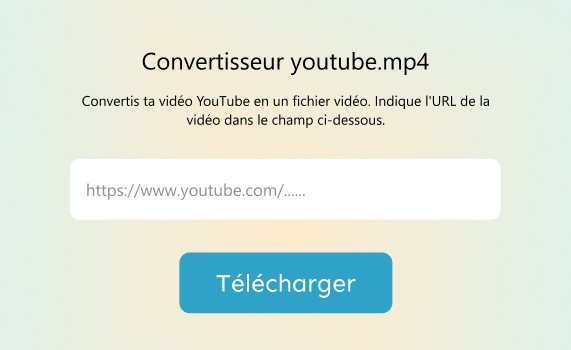 Convertisseur youtube.mp4
Convertis ta vidéo YouTube en un fichier vidéo. Indique l'URL de la
vidéo dans le champ ci-dessous.
https://www.youtube.com/......
Télécharger